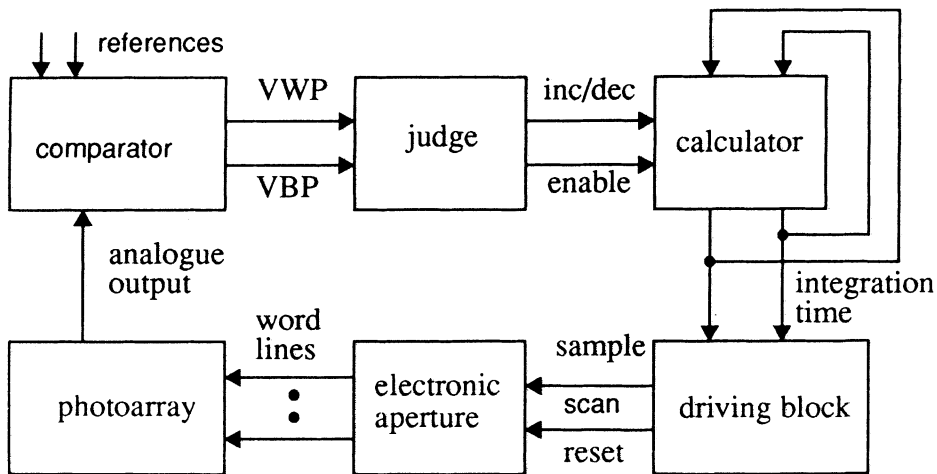 references
VWP
inc/dec
comparator
judge
calculator
VBP
enable
analogue
output
integration
time
word
lines
sample
photoarray
electronic
aperture
scan
driving block
reset